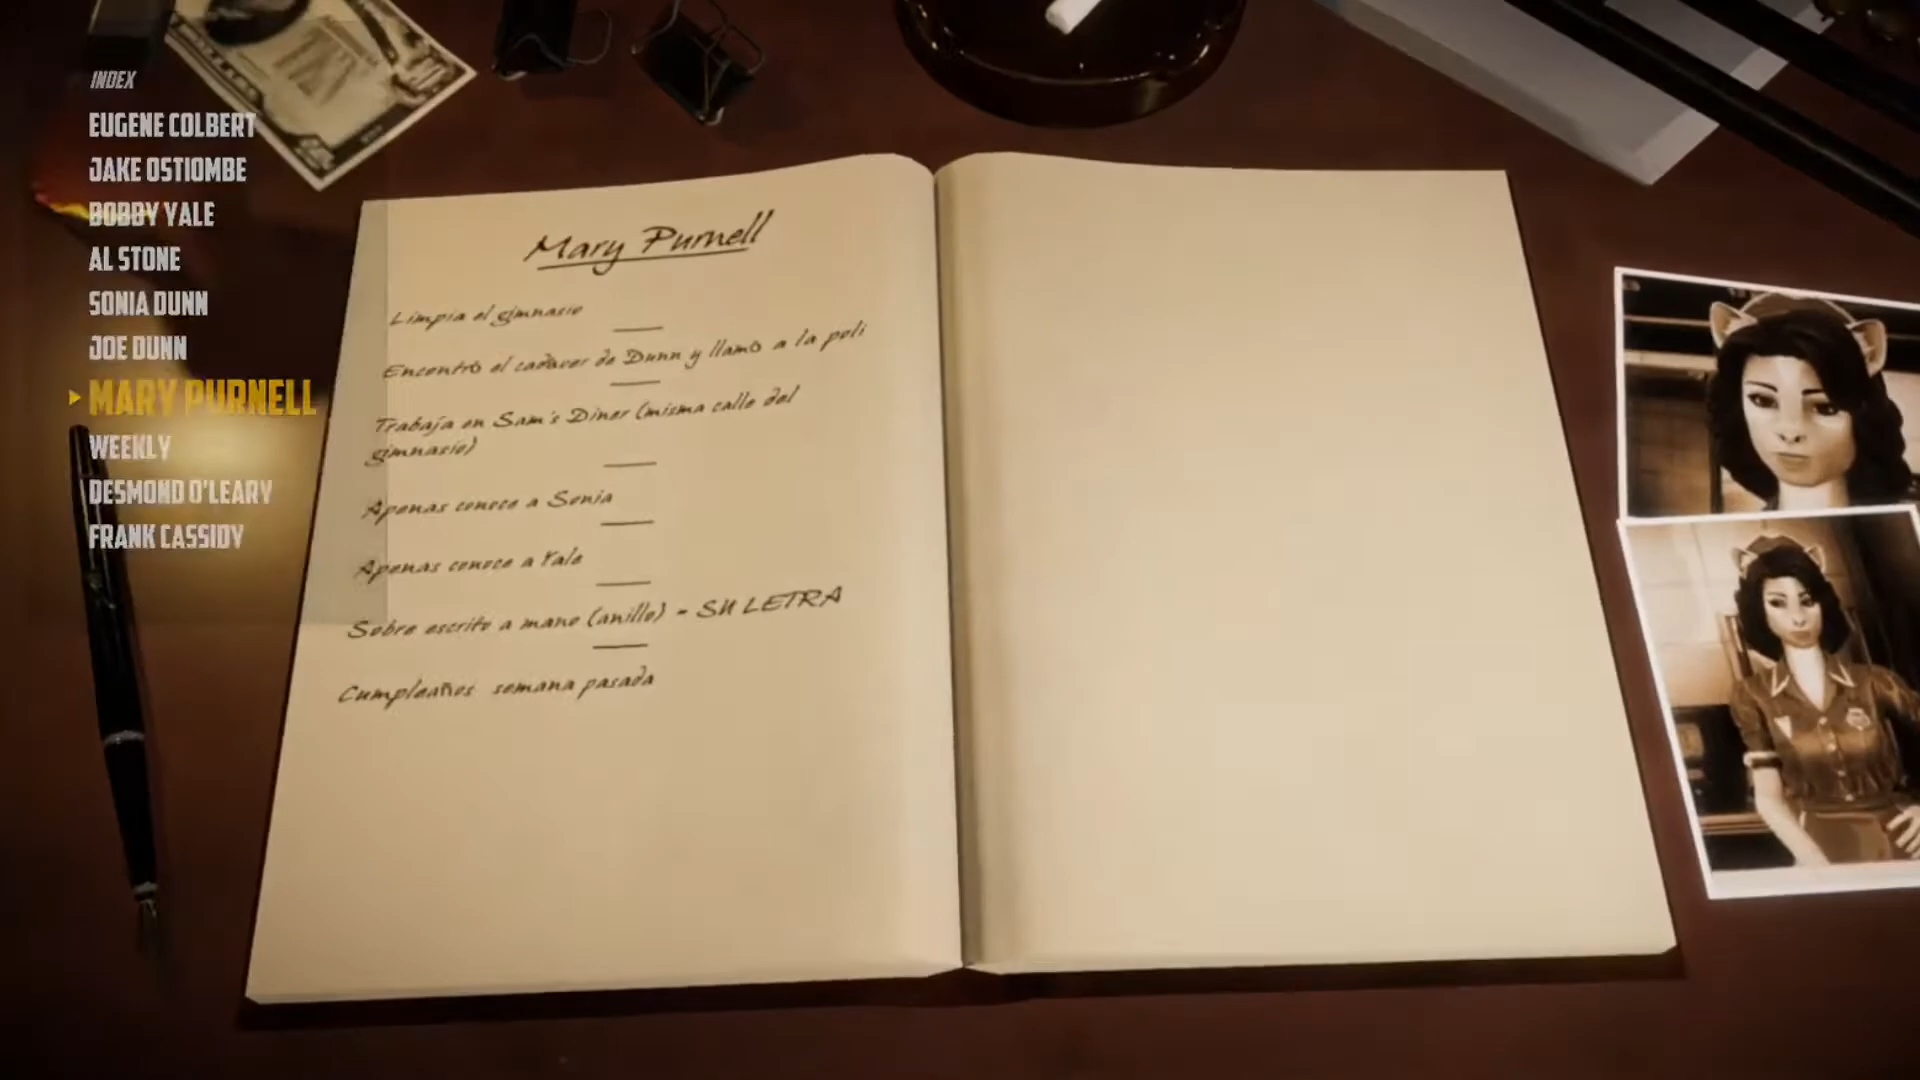 INDEX
EUGENE COLBERT
JAKE OSTIOMBE
BOBBY YALE
AL STONE
SONIA DUNN
JOE DUNN
MARY PURNELL
WEEKLY
DESMOND O'LEARY
FRANK CASSIDY
Mary Purnell
Limpia el gimnasio
Encontró el cadáver de Dunn y llamó a la poli
Trabaja en Sam's Diner (misma calle del
gimnasio)
Apenas conoce a Sonia
Apenas conoce a Yale
Sobre escrito a mano (anillo) - SU LETRA
Cumpleaños semana pasada